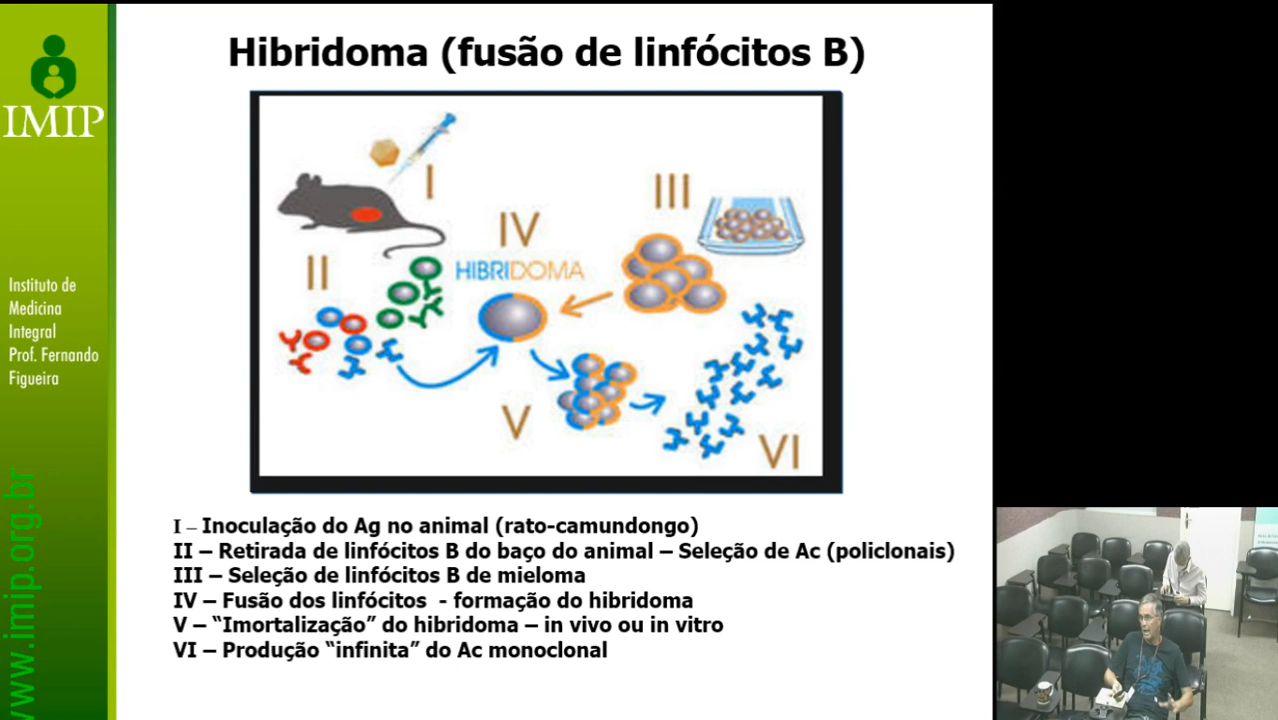 Hibridoma (fusão de linfócitos B)
IMIP
Instituto de
Medicina
Integral
Prof. Fernando
Figueira
www.imip.org.br
I
II
III
IV
HIBRIDOMA
V
VI
I – Inoculação do Ag no animal (rato-camundongo)
II – Retirada de linfócitos B do baço do animal – Seleção de Ac (policlonais)
III – Seleção de linfócitos B de mieloma
IV – Fusão dos linfócitos - formação do hibridoma
V – “Imortalização” do hibridoma – in vivo ou in vitro
VI – Produção “infinita” do Ac monoclonal